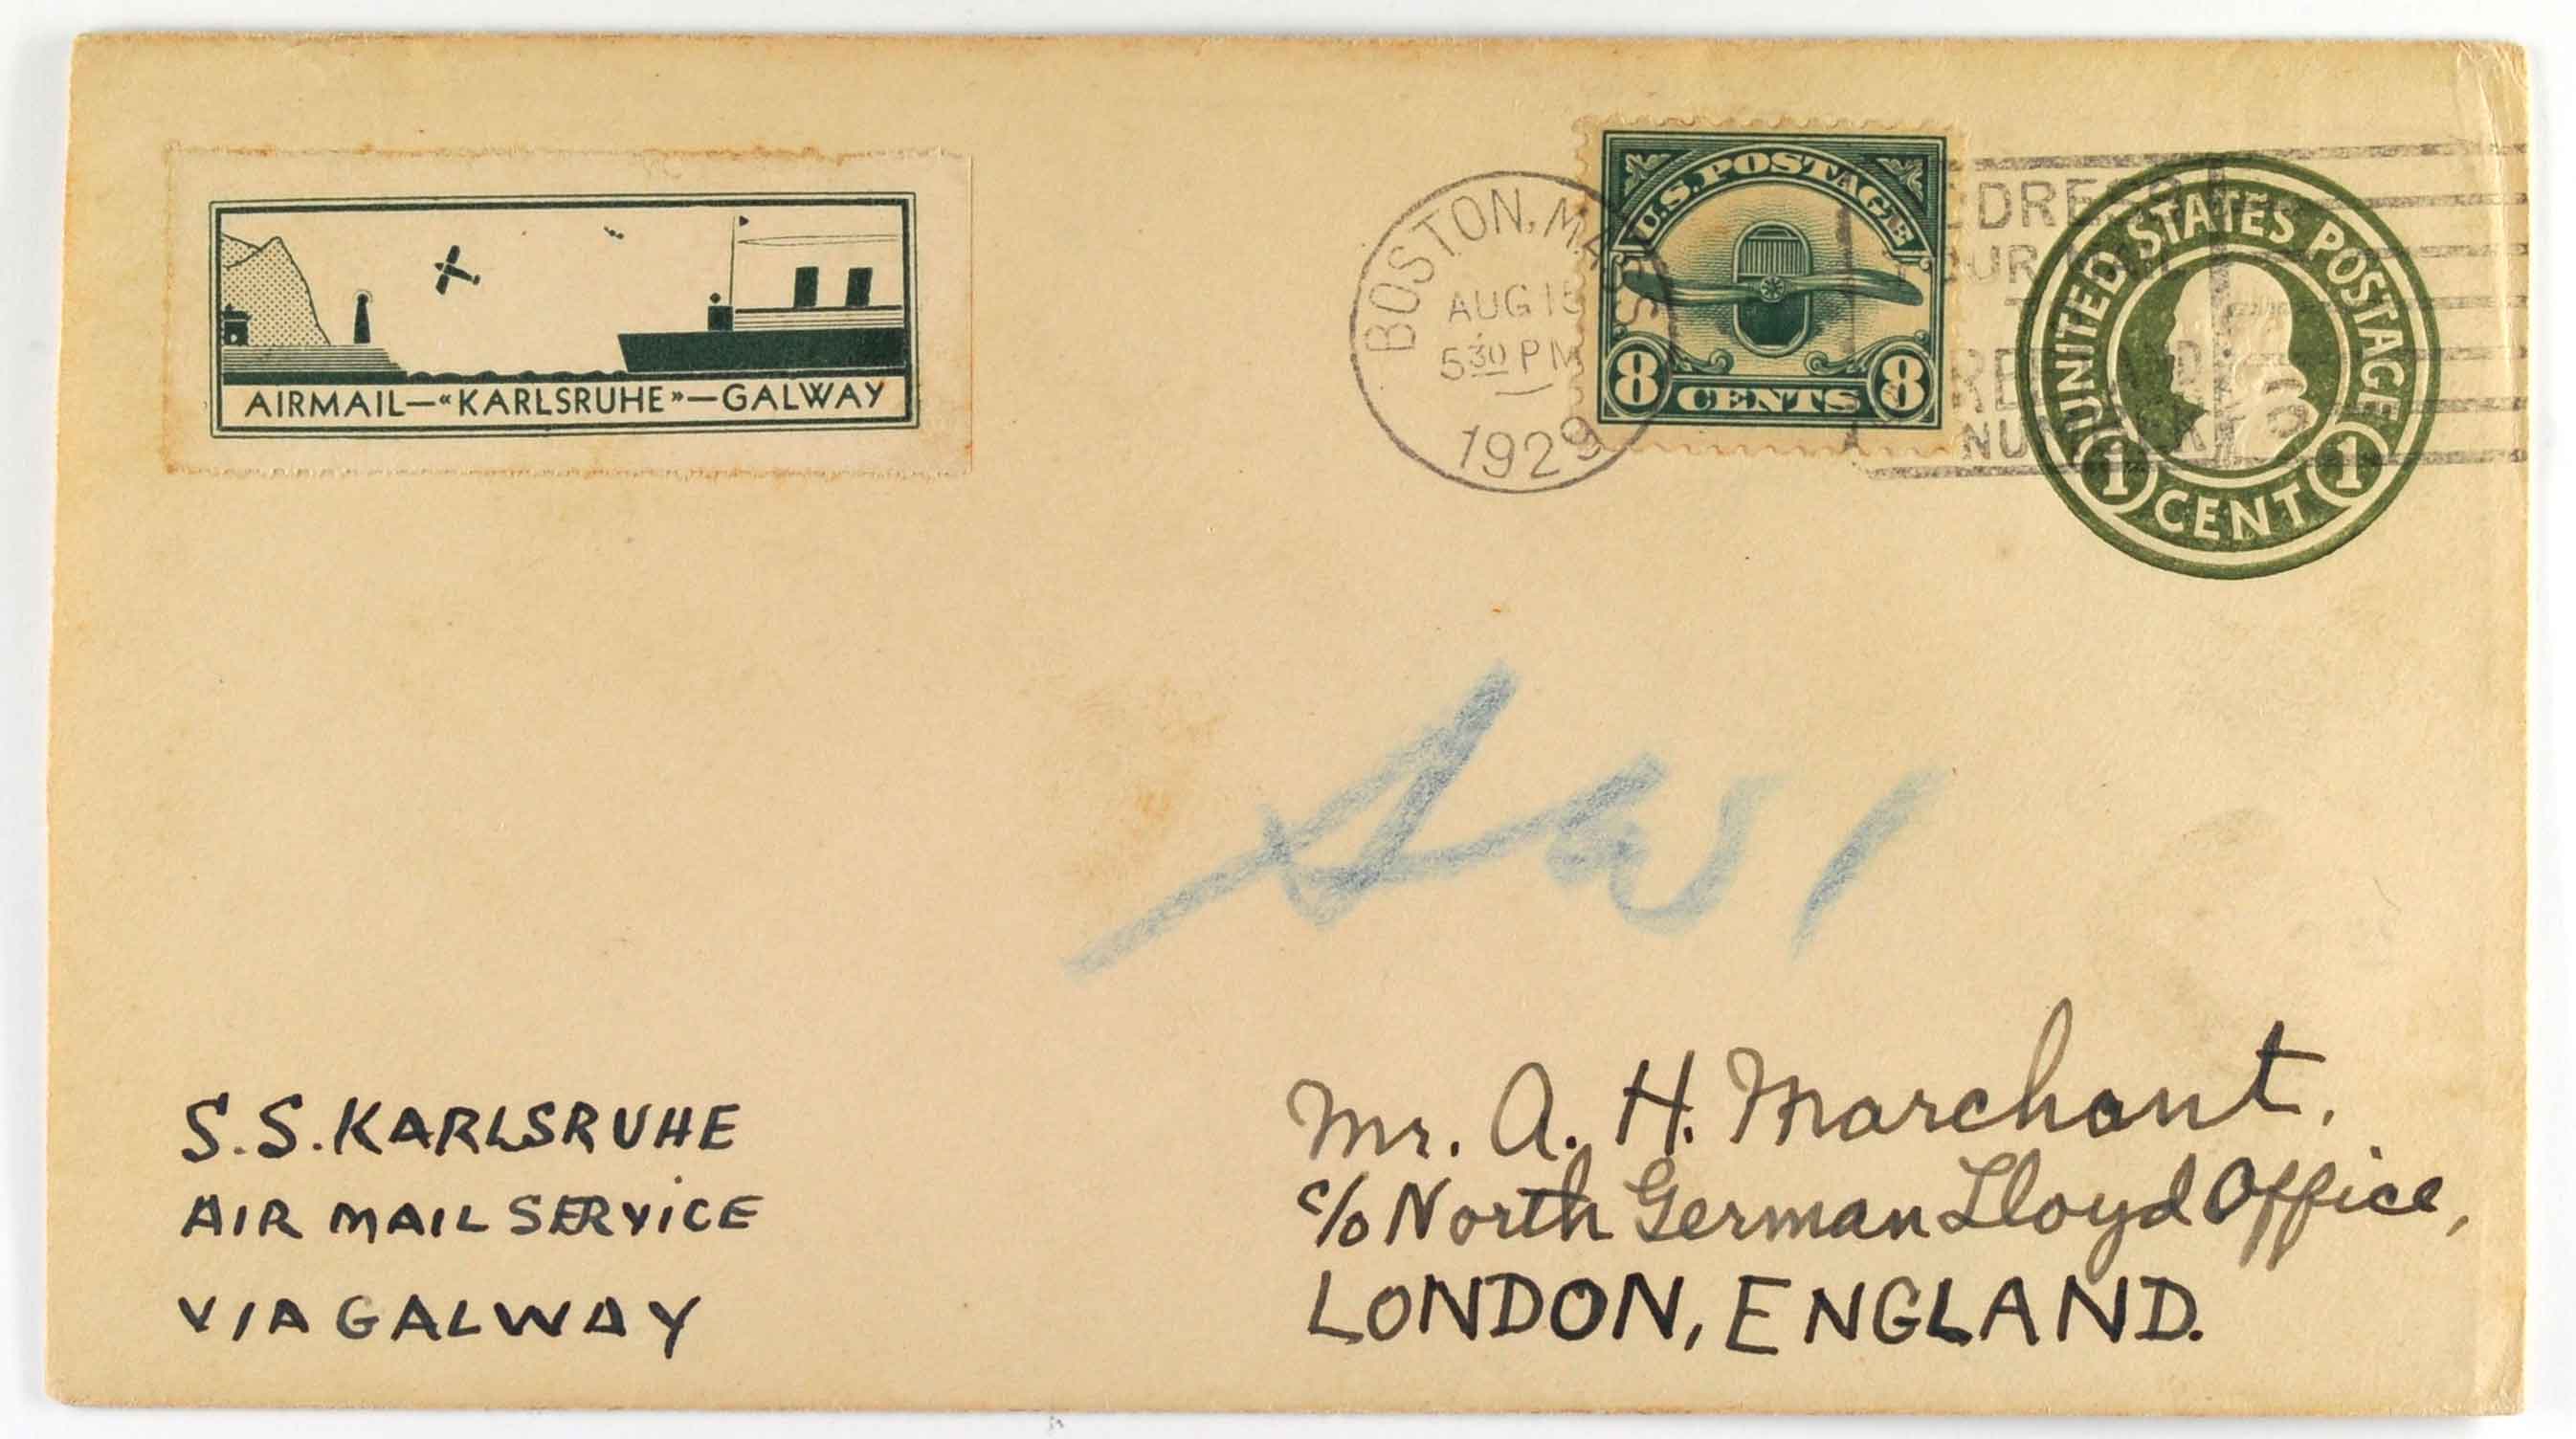 AIRMAIL—«KARLSRUHE»—GALWAY
BOSTON, MASS
AUG
5 30 PM
1929
U.S. POSTAGE
8 CENTS 8
UNITED STATES POSTAGE
1 CENT 1
S.S. KARLSRUHE
AIR MAIL SERVICE
VIA GALWAY
Mr. A. H. Marchant.
c/o North German Lloyd Office,
LONDON, ENGLAND.